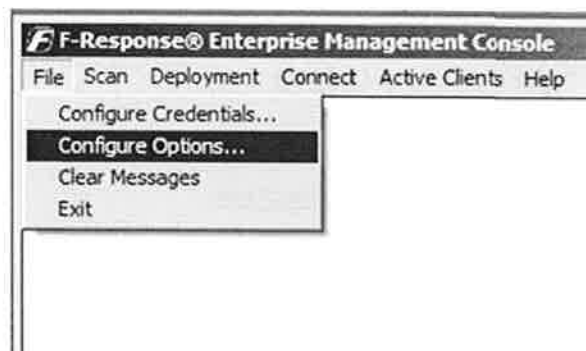 F-Response® Enterprise Management Console
File Scan Deployment Connect Active Clients Help
Configure Credentials...
Configure Options...
Clear Messages
Exit